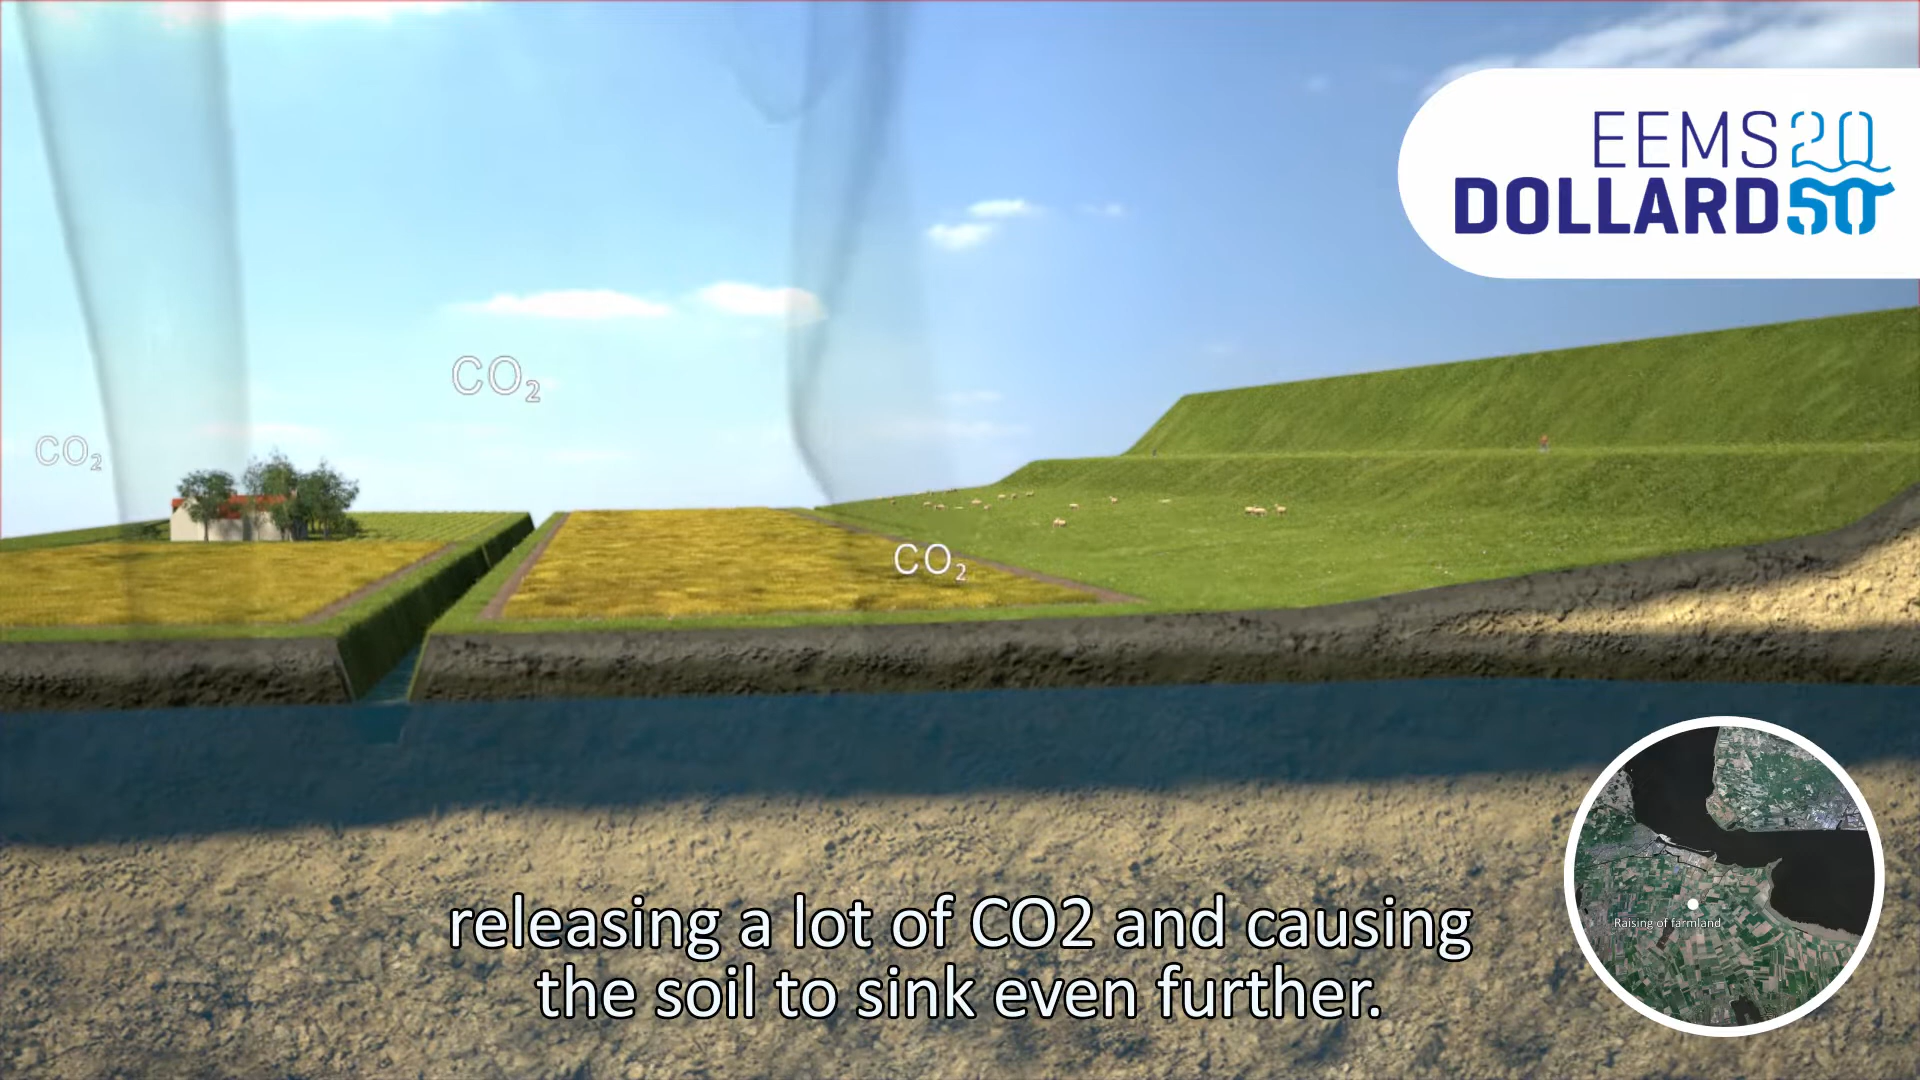 EEMS20
DOLLARD50
CO₂
CO₂
CO₂
Raising of farmland
releasing a lot of CO2 and causing
the soil to sink even further.